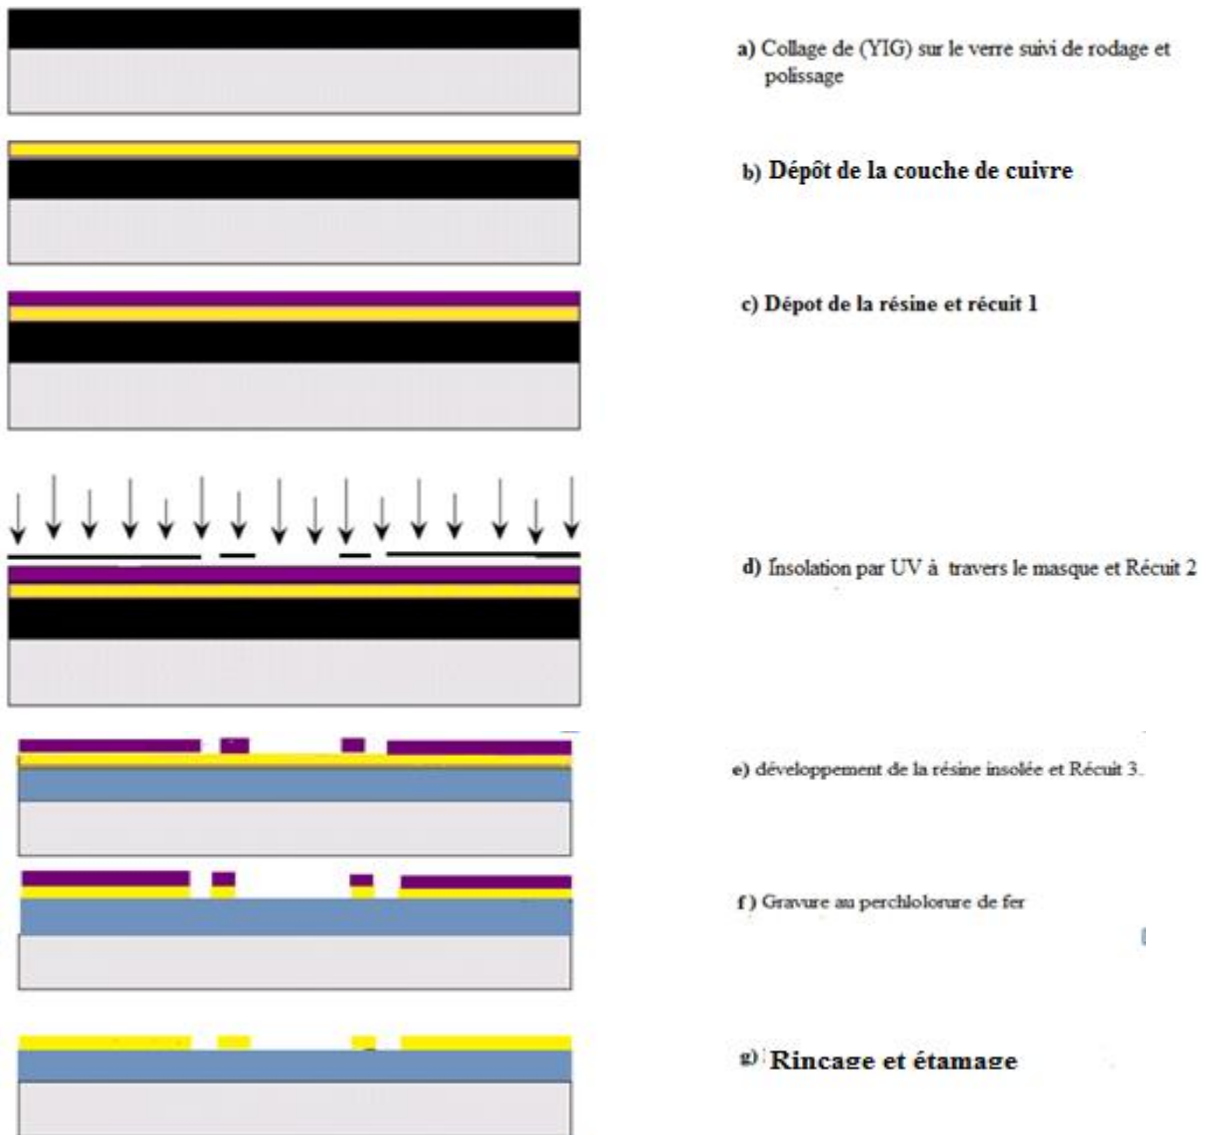 a) Collage de (YIG) sur le verre suivi de rodage et
polissage
b) Dépôt de la couche de cuivre
c) Dépot de la résine et récuit 1
d) Insolation par UV à travers le masque et Récuit 2
e) développement de la résine insolée et Récuit 3.
f ) Gravure au perchlolorure de fer
g) Rincage et étamage